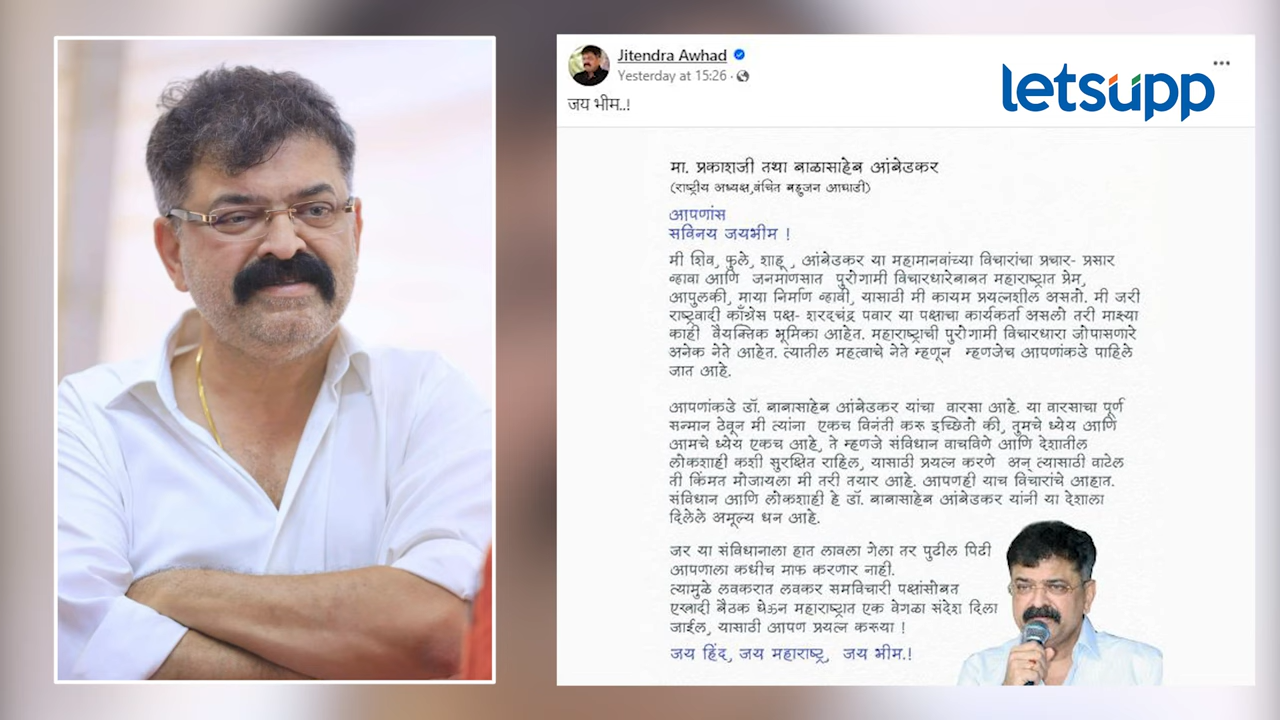 Jitendra Awhad
Yesterday at 15:26
letsupp
जय भीम..!
मा. प्रकाशजी तथा बाळासाहेब आंबेडकर
(राष्ट्रीय अध्यक्ष,वंचित बहुजन आघाडी)
आपणांस
सविनय जयभीम !
मी शिव, फुले, शाहू , आंबेडकर या महामानवांच्या विचारांचा प्रचार- प्रसार
व्हावा आणि जनमाणसात पुरोगामी विचारधारेबाबत महाराष्ट्रात प्रेम,
आपुलकी, माया निर्माण व्हावी, यासाठी मी कायम प्रयत्नशील असतो. मी जरी
राष्ट्रवादी काँग्रेस पक्ष- शरदचंद्र पवार या पक्षाचा कार्यकर्ता असलो तरी माझ्या
काही वैयक्तिक भूमिका आहेत. महाराष्ट्राची पुरोगामी विचारधारा जोपासणारे
अनेक नेते आहेत. त्यातील महत्वाचे नेते म्हणून म्हणजेच आपणांकडे पाहिले
जात आहे.
आपणांकडे डॉ. बाबासाहेब आंबेडकर यांचा वारसा आहे. या वारसाचा पूर्ण
सन्मान ठेवून मी त्यांना एकच विनंती करू इच्छितो की, तुमचे ध्येय आणि
आमचे ध्येय एकच आहे, ते म्हणजे संविधान वाचविणे आणि देशातील
लोकशाही कशी सुरक्षित राहिल, यासाठी प्रयत्न करणे अन् त्यासाठी वाटेल
ती किंमत मोजायला मी तरी तयार आहे. आपणही याच विचारांचे आहात.
संविधान आणि लोकशाही हे डॉ. बाबासाहेब आंबेडकर यांनी या देशाला
दिलेले अमूल्य धन आहे.
जर या संविधानाला हात लावला गेला तर पुढील पिढी
आपणाला कधीच माफ करणार नाही.
त्यामुळे लवकरात लवकर समविचारी पक्षांसोबत
एखादी बैठक घेऊन महाराष्ट्रात एक वेगळा संदेश दिला
जाईल, यासाठी आपण प्रयत्न करूया !
जय हिंद, जय महाराष्ट्र, जय भीम.!